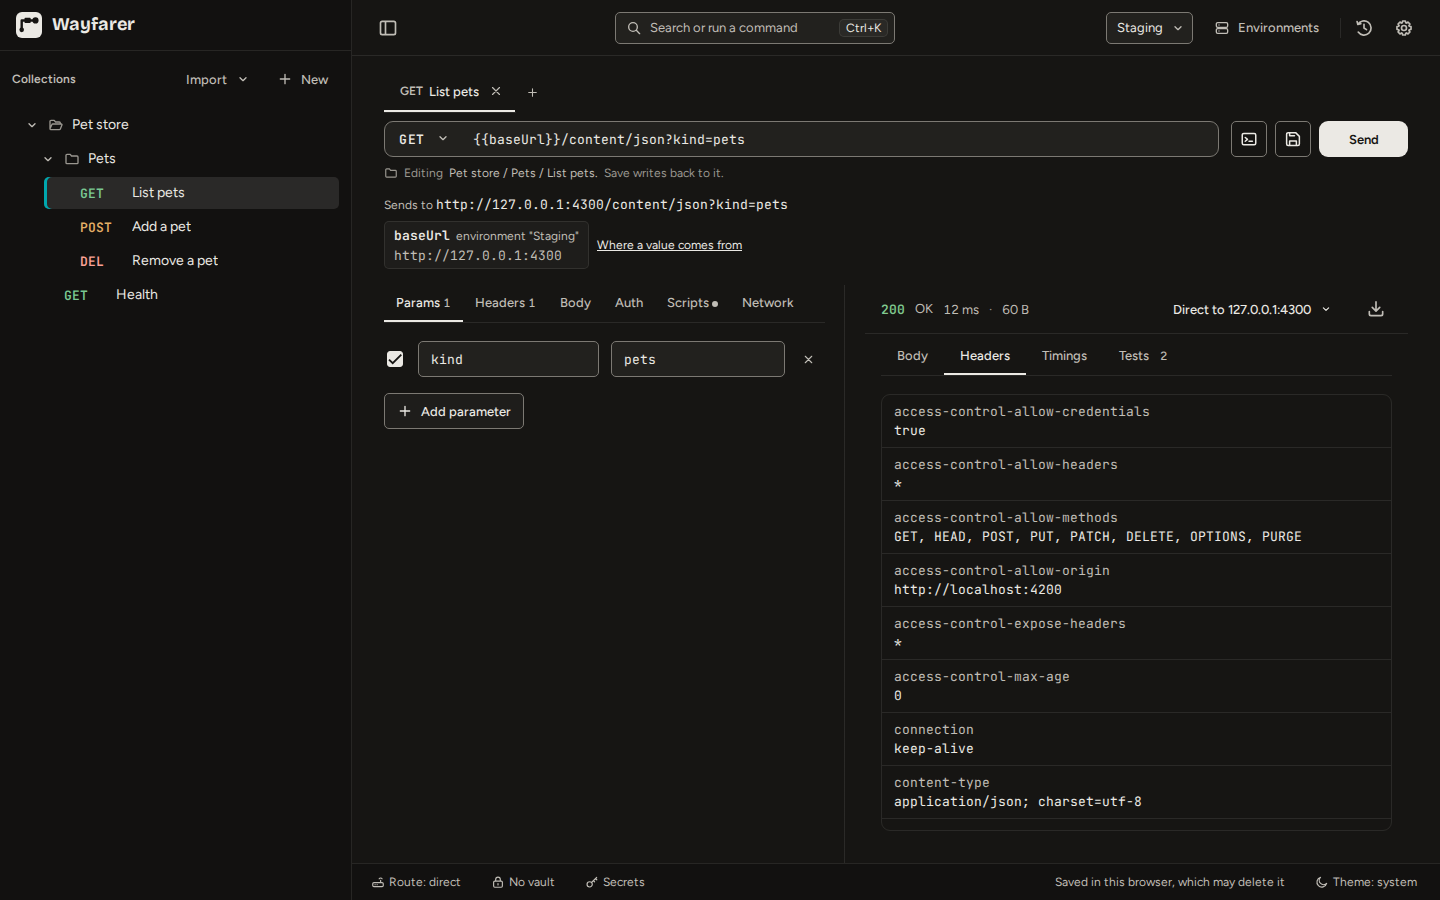 Wayfarer
Search or run a command Ctrl+K
Staging
Environments
Collections Import New
Pet store
Pets
GET List pets
POST Add a pet
DEL Remove a pet
GET Health
GET List pets
GET {{baseUrl}}/content/json?kind=pets
Send
Editing Pet store / Pets / List pets. Save writes back to it.
Sends to http://127.0.0.1:4300/content/json?kind=pets
baseUrl environment "Staging"
http://127.0.0.1:4300
Where a value comes from
Params 1 Headers 1 Body Auth Scripts Network
kind pets
Add parameter
200 OK 12 ms · 60 B
Direct to 127.0.0.1:4300
Body Headers Timings Tests 2
access-control-allow-credentials
true
access-control-allow-headers
*
access-control-allow-methods
GET, HEAD, POST, PUT, PATCH, DELETE, OPTIONS, PURGE
access-control-allow-origin
http://localhost:4200
access-control-expose-headers
*
access-control-max-age
0
connection
keep-alive
content-type
application/json; charset=utf-8
Route: direct No vault Secrets
Saved in this browser, which may delete it
Theme: system